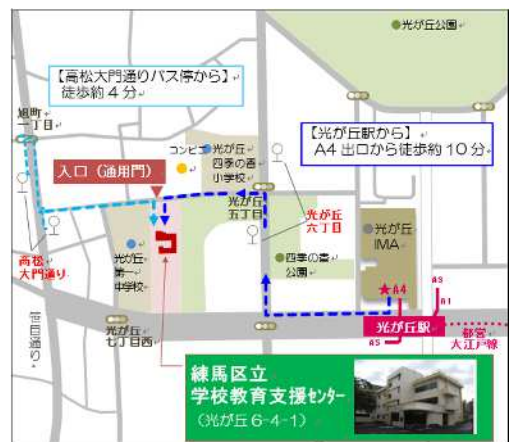 光が丘公園
【高松大門通りバス停から】
徒歩約4分
旭町
一丁目
コンビニ
光が丘
四季の香
小学校
【光が丘駅から】
A4出口から徒歩約10分
入口（通用門）
光が丘
五丁目
光が丘
六丁目
光が丘
IMA
高松
大門通り
光が丘
第一
中学校
四季の香
公園
★A4
A3
A1
笹目通り
光が丘
七丁目西
光が丘駅
A5
都営
大江戸線
練馬区立
学校教育支援センター
（光が丘6-4-1）